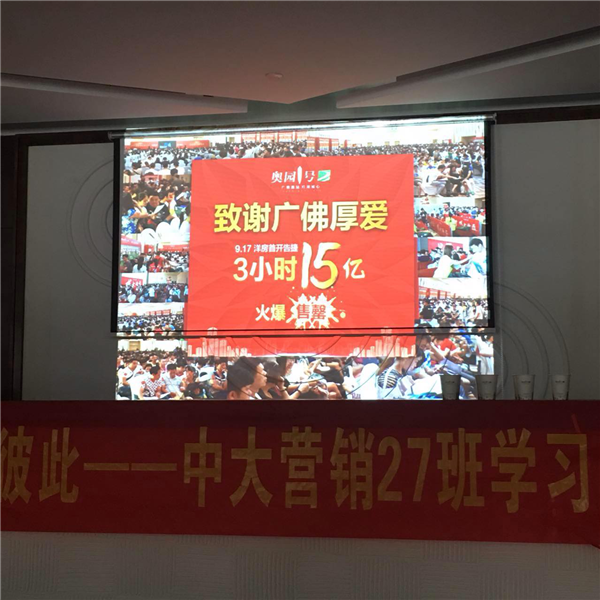 奥园1号
致谢广佛厚爱
9.17 洋房首开告捷
3小时15亿
火爆售罄
彼此——中大营销27班学习